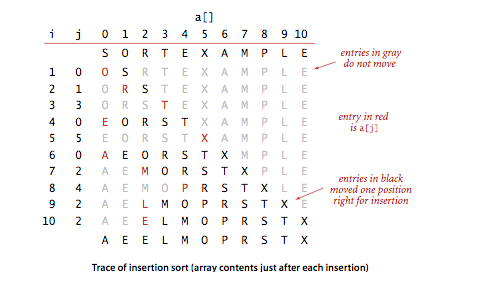 a[]
i j 0 1 2 3 4 5 6 7 8 9 10
S O R T E X A M P L E
entries in gray
do not move
1 0 O S R T E X A M P L E
2 1 O R S T E X A M P L E
3 3 O R S T E X A M P L E
entry in red
is a[j]
4 0 E O R S T X A M P L E
5 5 E O R S T X A M P L E
6 0 A E O R S T X M P L E
7 2 A E M O R S T X P L E
entries in black
moved one position
right for insertion
8 4 A E M O P R S T X L E
9 2 A E L M O P R S T X E
10 2 A E E L M O P R S T X
A E E L M O P R S T X
Trace of insertion sort (array contents just after each insertion)